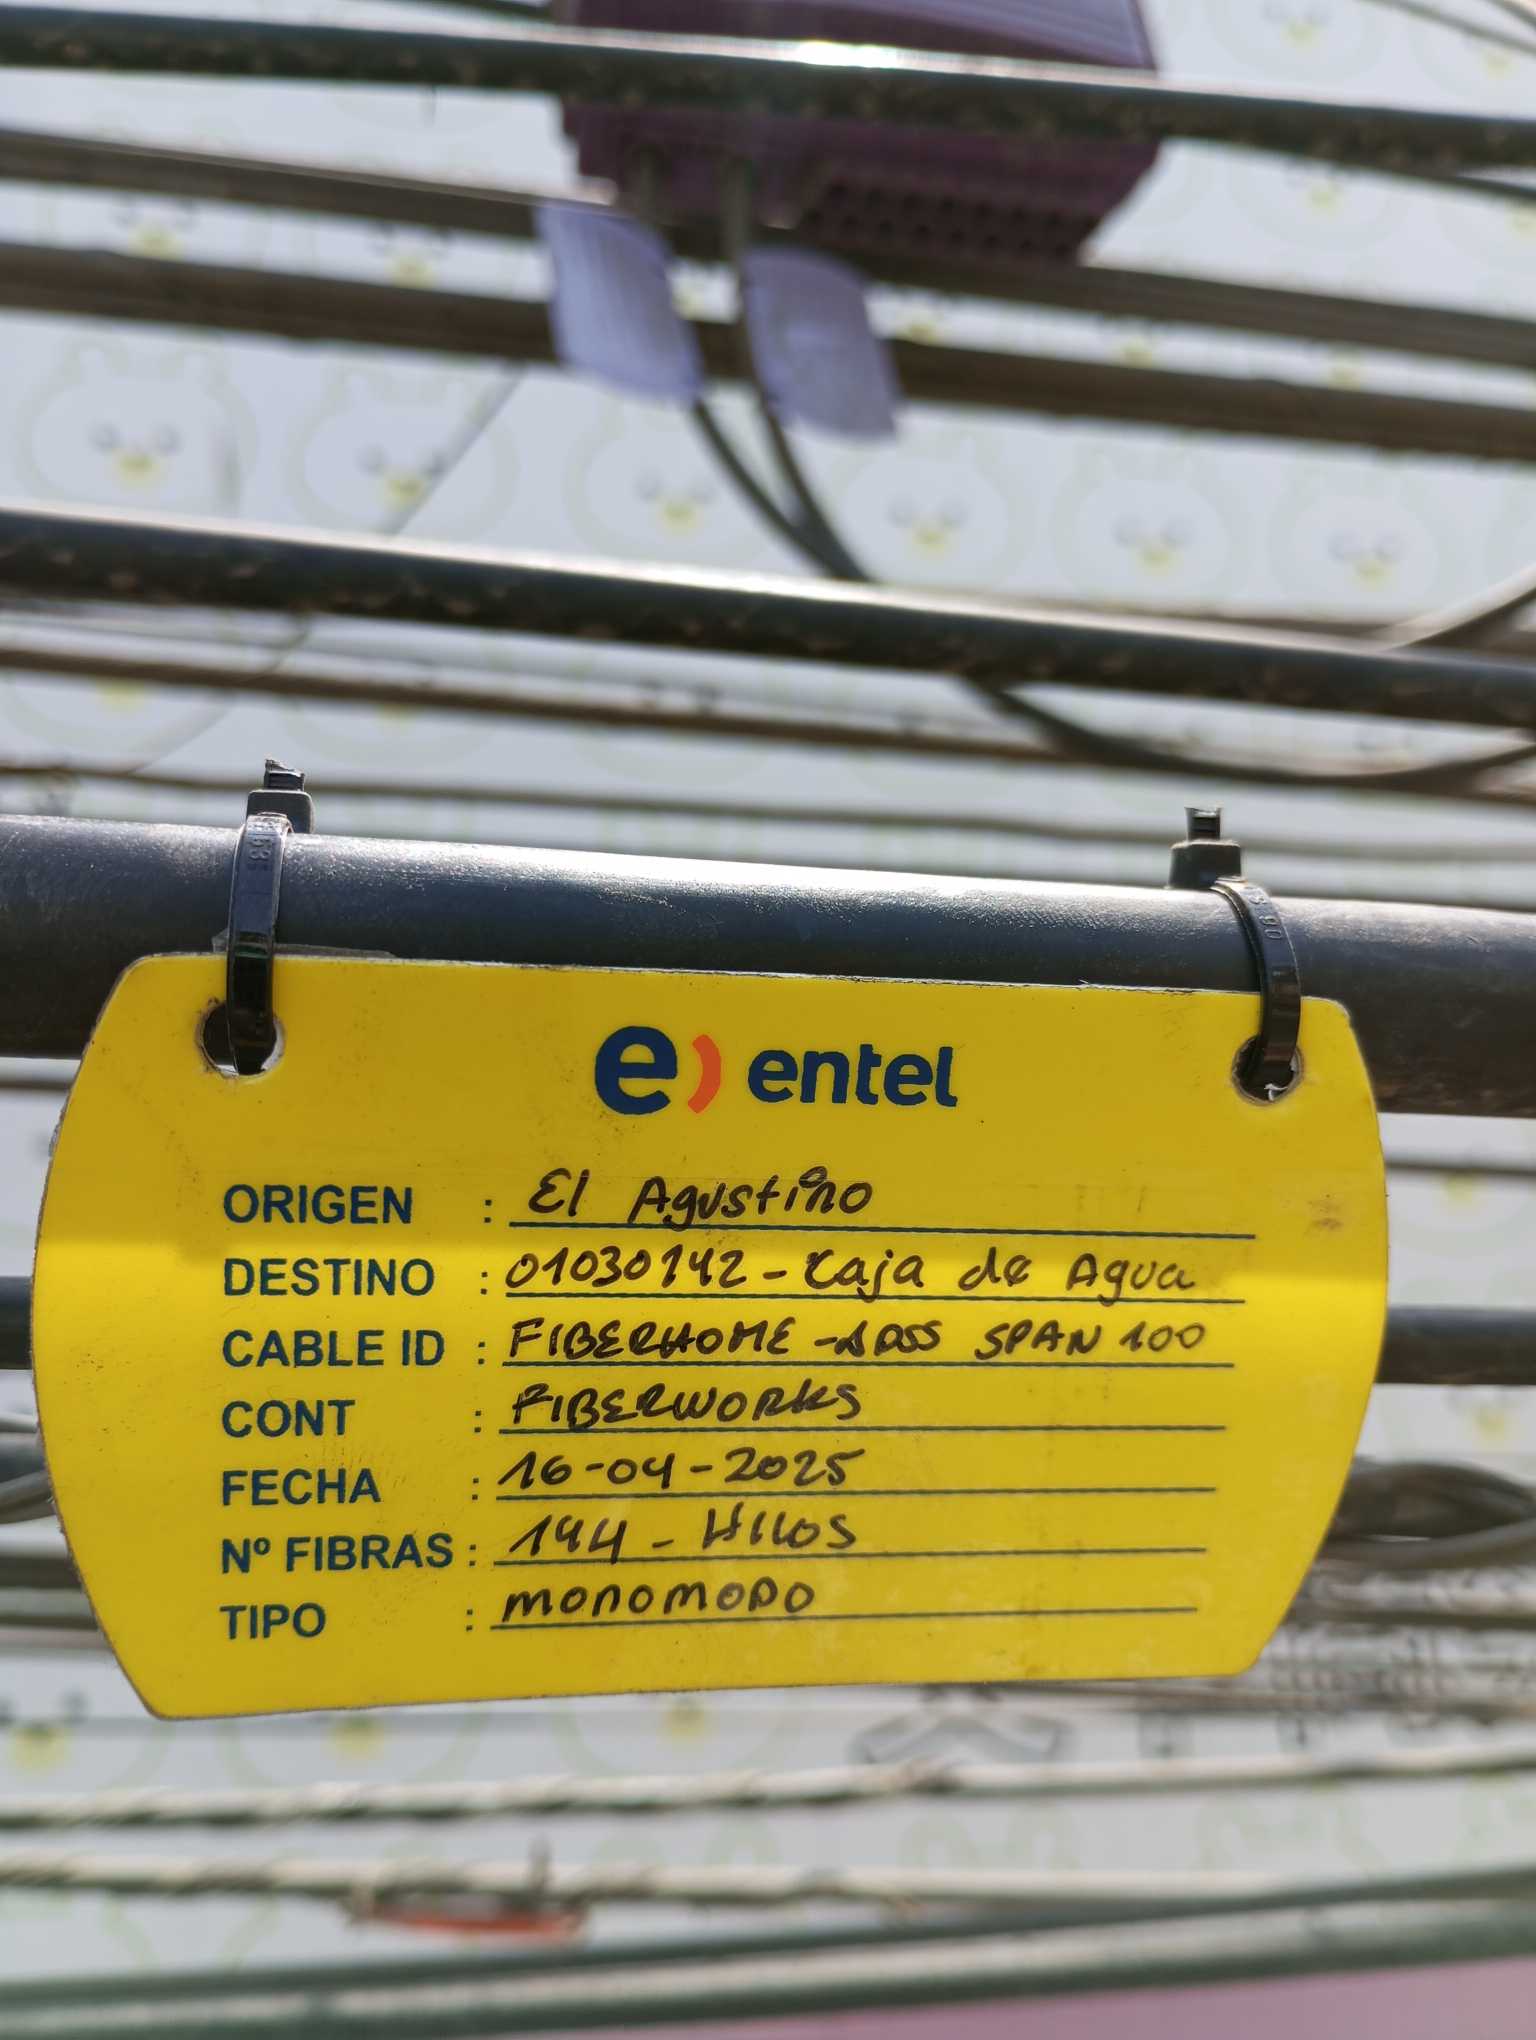 e) entel
ORIGEN : El Agustino
DESTINO : 01030142 - Caja de Agua
CABLE ID : FIBERHOME - ADSS SPAN 100
CONT : FIBERWORKS
FECHA : 16-04-2025
Nº FIBRAS : 144 - HILOS
TIPO : MONOMODO